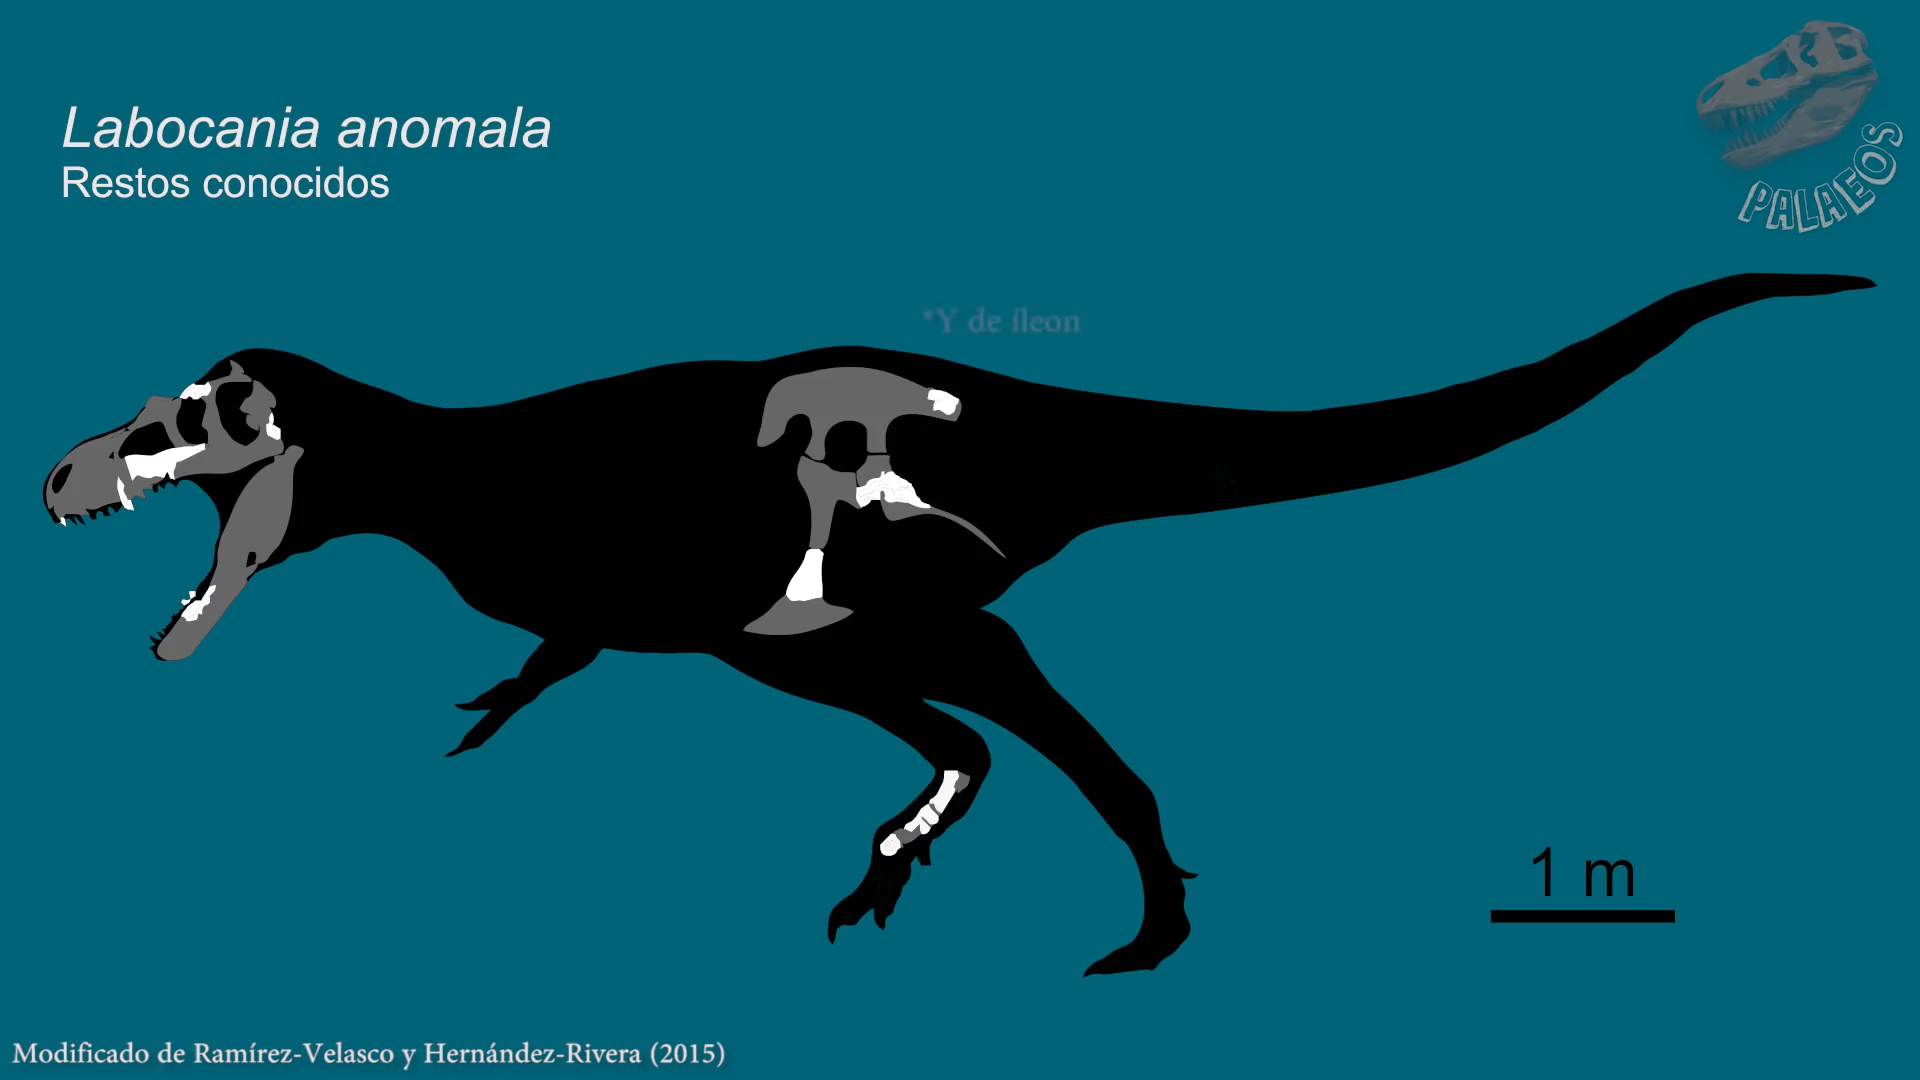 Labocania anomala
Restos conocidos
PALAEOS
*Y de íleon
1 m
Modificado de Ramírez-Velasco y Hernández-Rivera (2015)